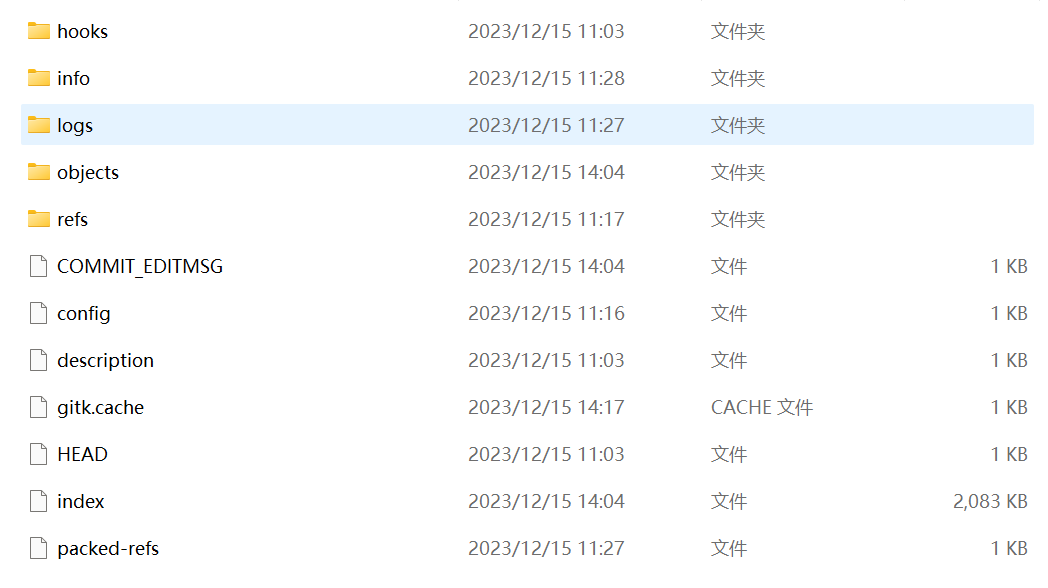 hooks 2023/12/15 11:03 文件夹
info 2023/12/15 11:28 文件夹
logs 2023/12/15 11:27 文件夹
objects 2023/12/15 14:04 文件夹
refs 2023/12/15 11:17 文件夹
COMMIT_EDITMSG 2023/12/15 14:04 文件 1 KB
config 2023/12/15 11:16 文件 1 KB
description 2023/12/15 11:03 文件 1 KB
gitk.cache 2023/12/15 14:17 CACHE 文件 1 KB
HEAD 2023/12/15 11:03 文件 1 KB
index 2023/12/15 14:04 文件 2,083 KB
packed-refs 2023/12/15 11:27 文件 1 KB